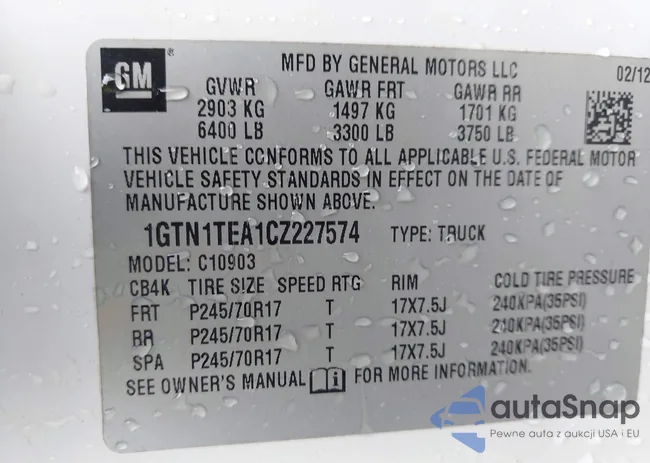 GM ®
MFD BY GENERAL MOTORS LLC
02/12
GVWR GAWR FRT GAWR RR
2903 KG 1497 KG 1701 KG
6400 LB 3300 LB 3750 LB
THIS VEHICLE CONFORMS TO ALL APPLICABLE U.S. FEDERAL MOTOR
VEHICLE SAFETY STANDARDS IN EFFECT ON THE DATE OF
MANUFACTURE SHOWN ABOVE.
1GTN1TEA1CZ227574 TYPE: TRUCK
MODEL: C10903
CB4K TIRE SIZE SPEED RTG RIM COLD TIRE PRESSURE
FRT P245/70R17 T 17X7.5J 240KPA(35PSI)
RR P245/70R17 T 17X7.5J 240KPA(35PSI)
SPA P245/70R17 T 17X7.5J 240KPA(35PSI)
SEE OWNER'S MANUAL i FOR MORE INFORMATION.
autaSnap
Pewne auta z aukcji USA i EU